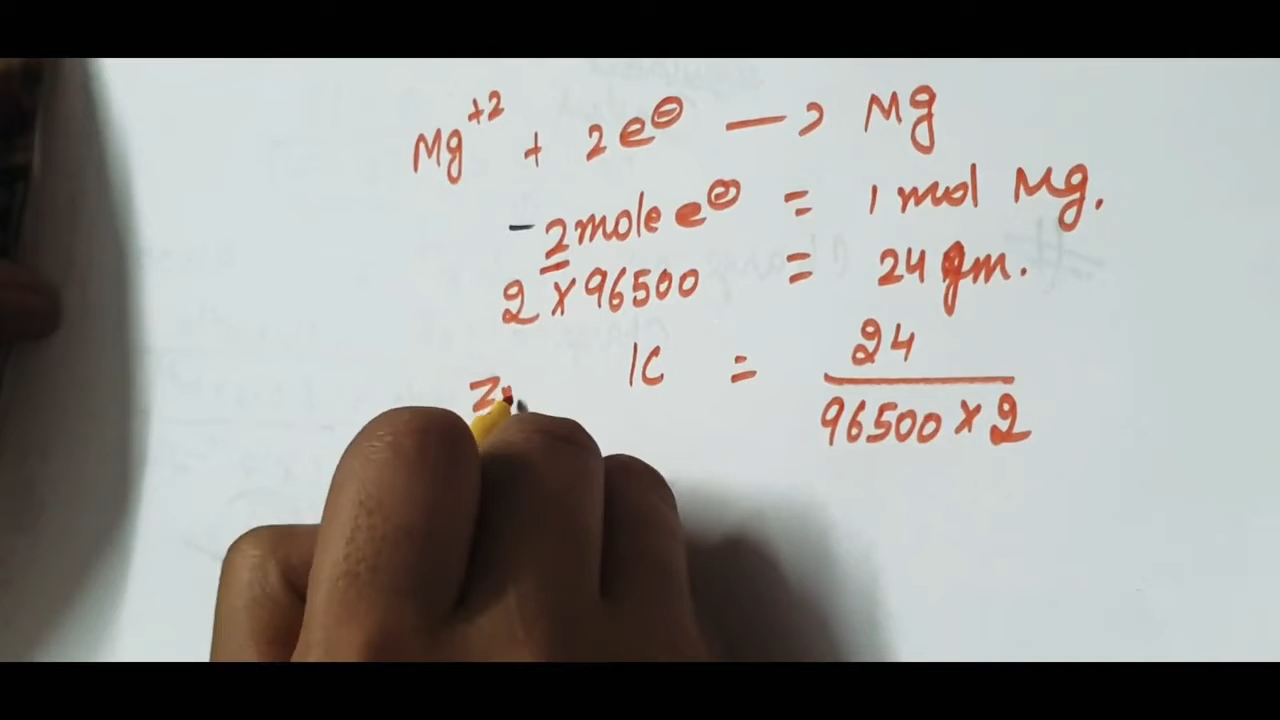 Mg⁺² + 2e⊖ → Mg
-2 mole e⊖ = 1 mol Mg.
2 × 96500 = 24 gm.
1C = 24 / 96500 × 2
Z